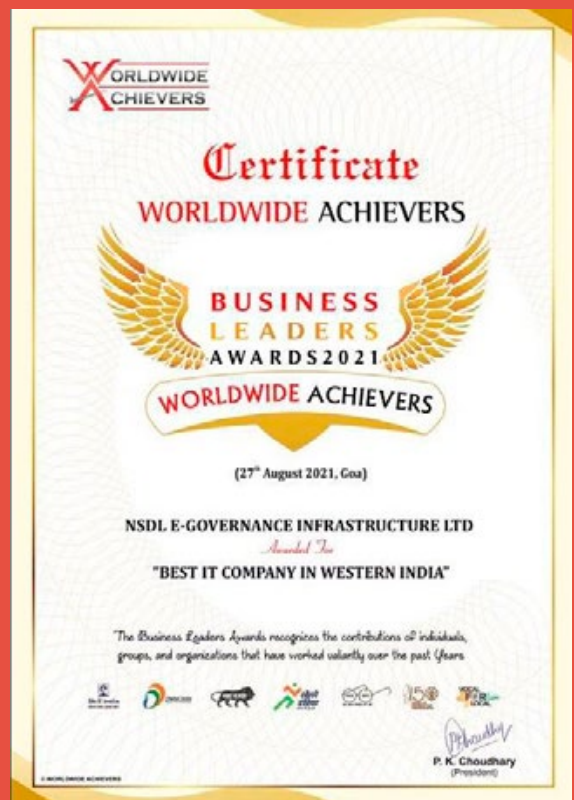 WORLDWIDE
ACHIEVERS
Certificate
WORLDWIDE ACHIEVERS
BUSINESS
LEADERS
AWARDS2021
WORLDWIDE ACHIEVERS
(27th August 2021, Goa)
NSDL E-GOVERNANCE INFRASTRUCTURE LTD
Awarded For
"BEST IT COMPANY IN WESTERN INDIA"
"The Business Leaders Awards recognizes the contributions of individuals,
groups, and organizations that have worked valiantly over the past Years
P. K. Choudhary
(President)
© WORLDWIDE ACHIEVERS